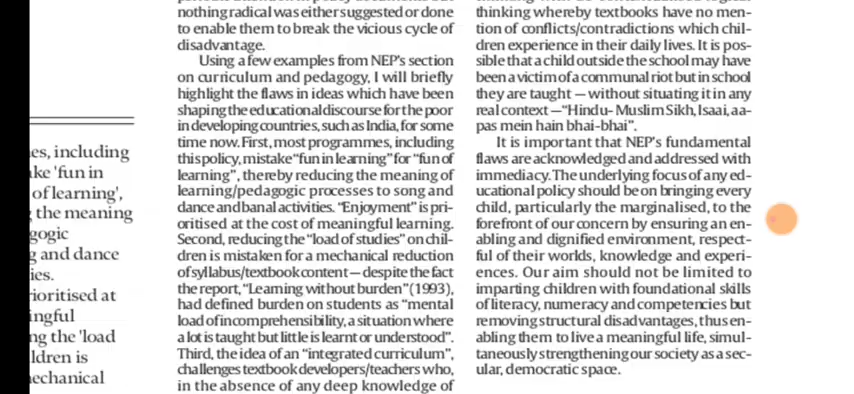 es, including
ke 'fun in
of learning',
the meaning
gogic
g and dance
ies.
rioritised at
ingful
ng the 'load
ldren is
echanical
nothing radical was either suggested or done
to enable them to break the vicious cycle of
disadvantage.
Using a few examples from NEP's section
on curriculum and pedagogy, I will briefly
highlight the flaws in ideas which have been
shaping the educational discourse for the poor
in developing countries, such as India, for some
time now. First, most programmes, including
this policy, mistake "fun in learning" for "fun of
learning", thereby reducing the meaning of
learning/pedagogic processes to song and
dance and banal activities. "Enjoyment" is pri-
oritised at the cost of meaningful learning.
Second, reducing the "load of studies" on chil-
dren is mistaken for a mechanical reduction
of syllabus/textbook content — despite the fact
the report, "Learning without burden" (1993),
had defined burden on students as "mental
load of incomprehensibility, a situation where
a lot is taught but little is learnt or understood".
Third, the idea of an "integrated curriculum",
challenges textbook developers/teachers who,
in the absence of any deep knowledge of
thinking whereby textbooks have no men-
tion of conflicts/contradictions which chil-
dren experience in their daily lives. It is pos-
sible that a child outside the school may have
been a victim of a communal riot but in school
they are taught — without situating it in any
real context — "Hindu- Muslim Sikh, Isaai, aa-
pas mein hain bhai-bhai".
It is important that NEP's fundamental
flaws are acknowledged and addressed with
immediacy. The underlying focus of any ed-
ucational policy should be on bringing every
child, particularly the marginalised, to the
forefront of our concern by ensuring an en-
abling and dignified environment, respect-
ful of their worlds, knowledge and experi-
ences. Our aim should not be limited to
imparting children with foundational skills
of literacy, numeracy and competencies but
removing structural disadvantages, thus en-
abling them to live a meaningful life, simul-
taneously strengthening our society as a sec-
ular, democratic space.